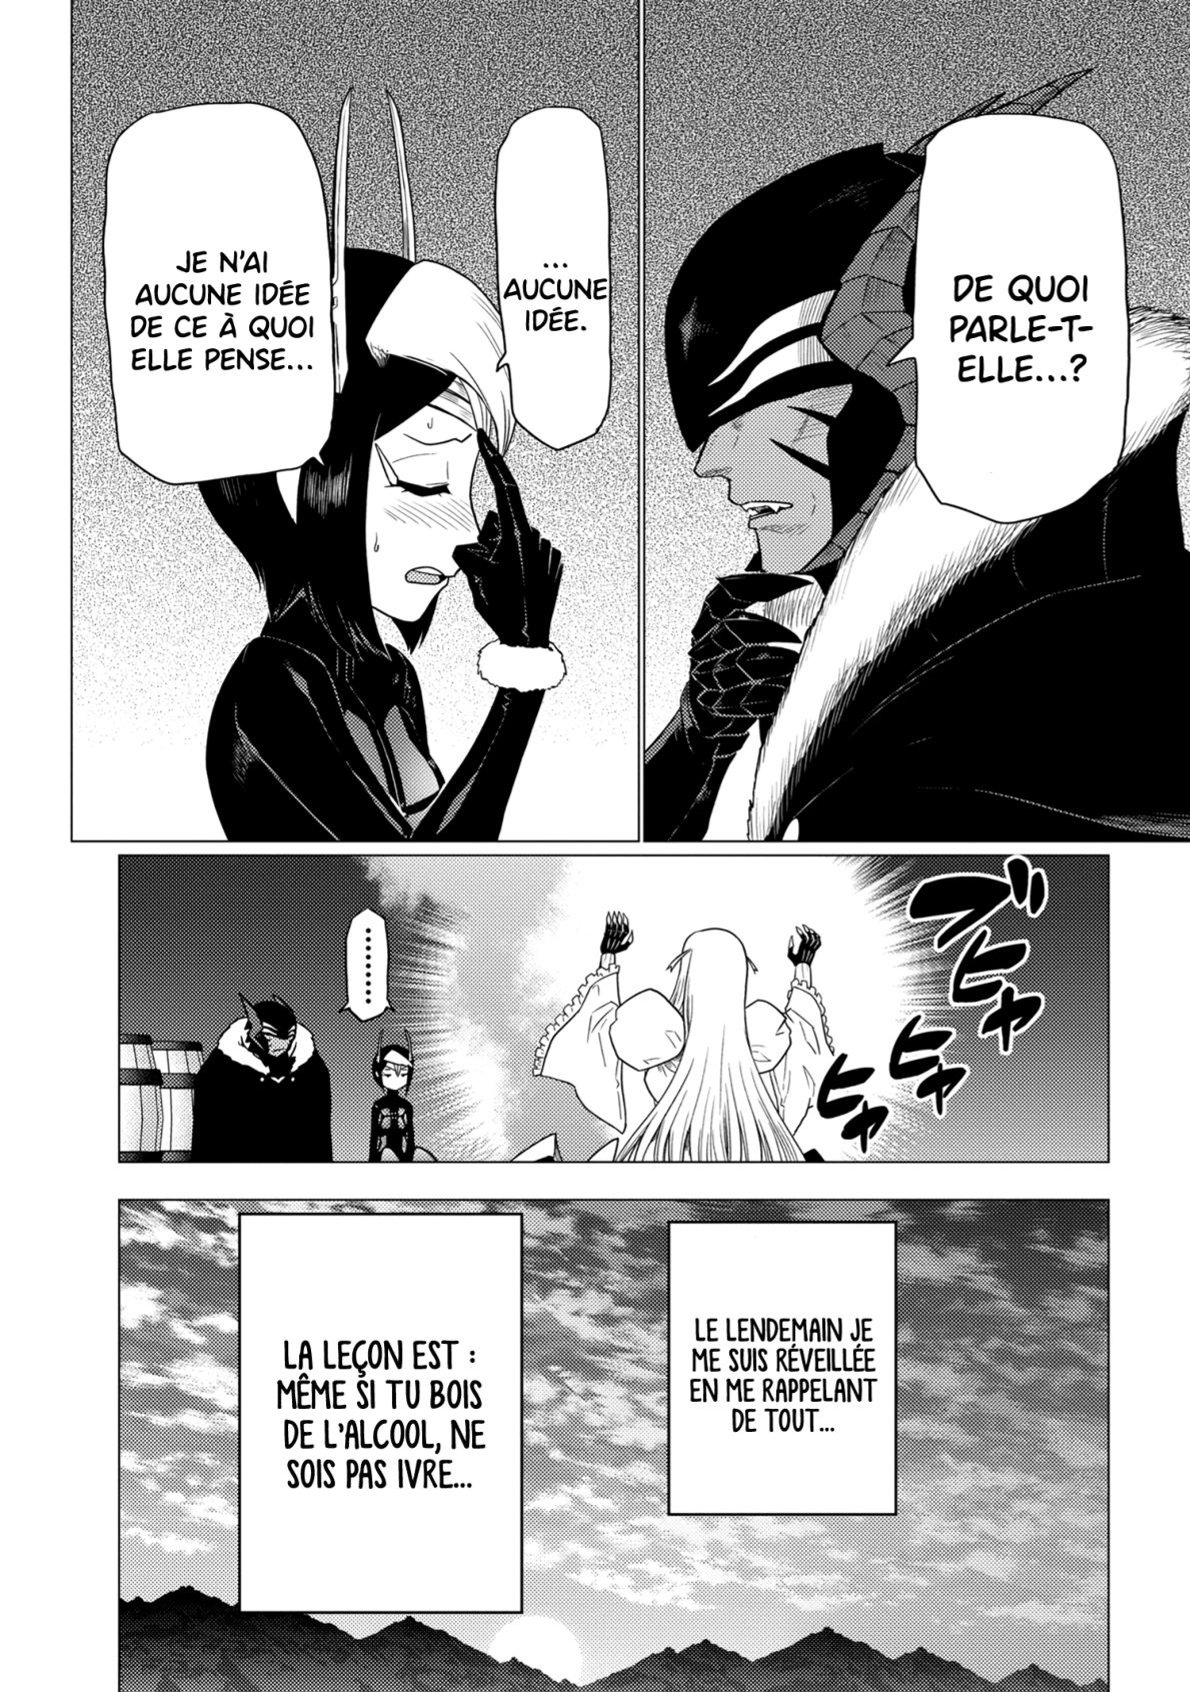 DE QUOI
PARLE-T-
ELLE...?
...
AUCUNE
IDÉE.
JE N'AI
AUCUNE IDÉE
DE CE À QUOI
ELLE PENSE...
ブヒャ
ヒャ
ヒャ
........
LE LENDEMAIN JE
ME SUIS RÉVEILLÉE
EN ME RAPPELANT
DE TOUT...
LA LEÇON EST :
MÊME SI TU BOIS
DE L'ALCOOL, NE
SOIS PAS IVRE...